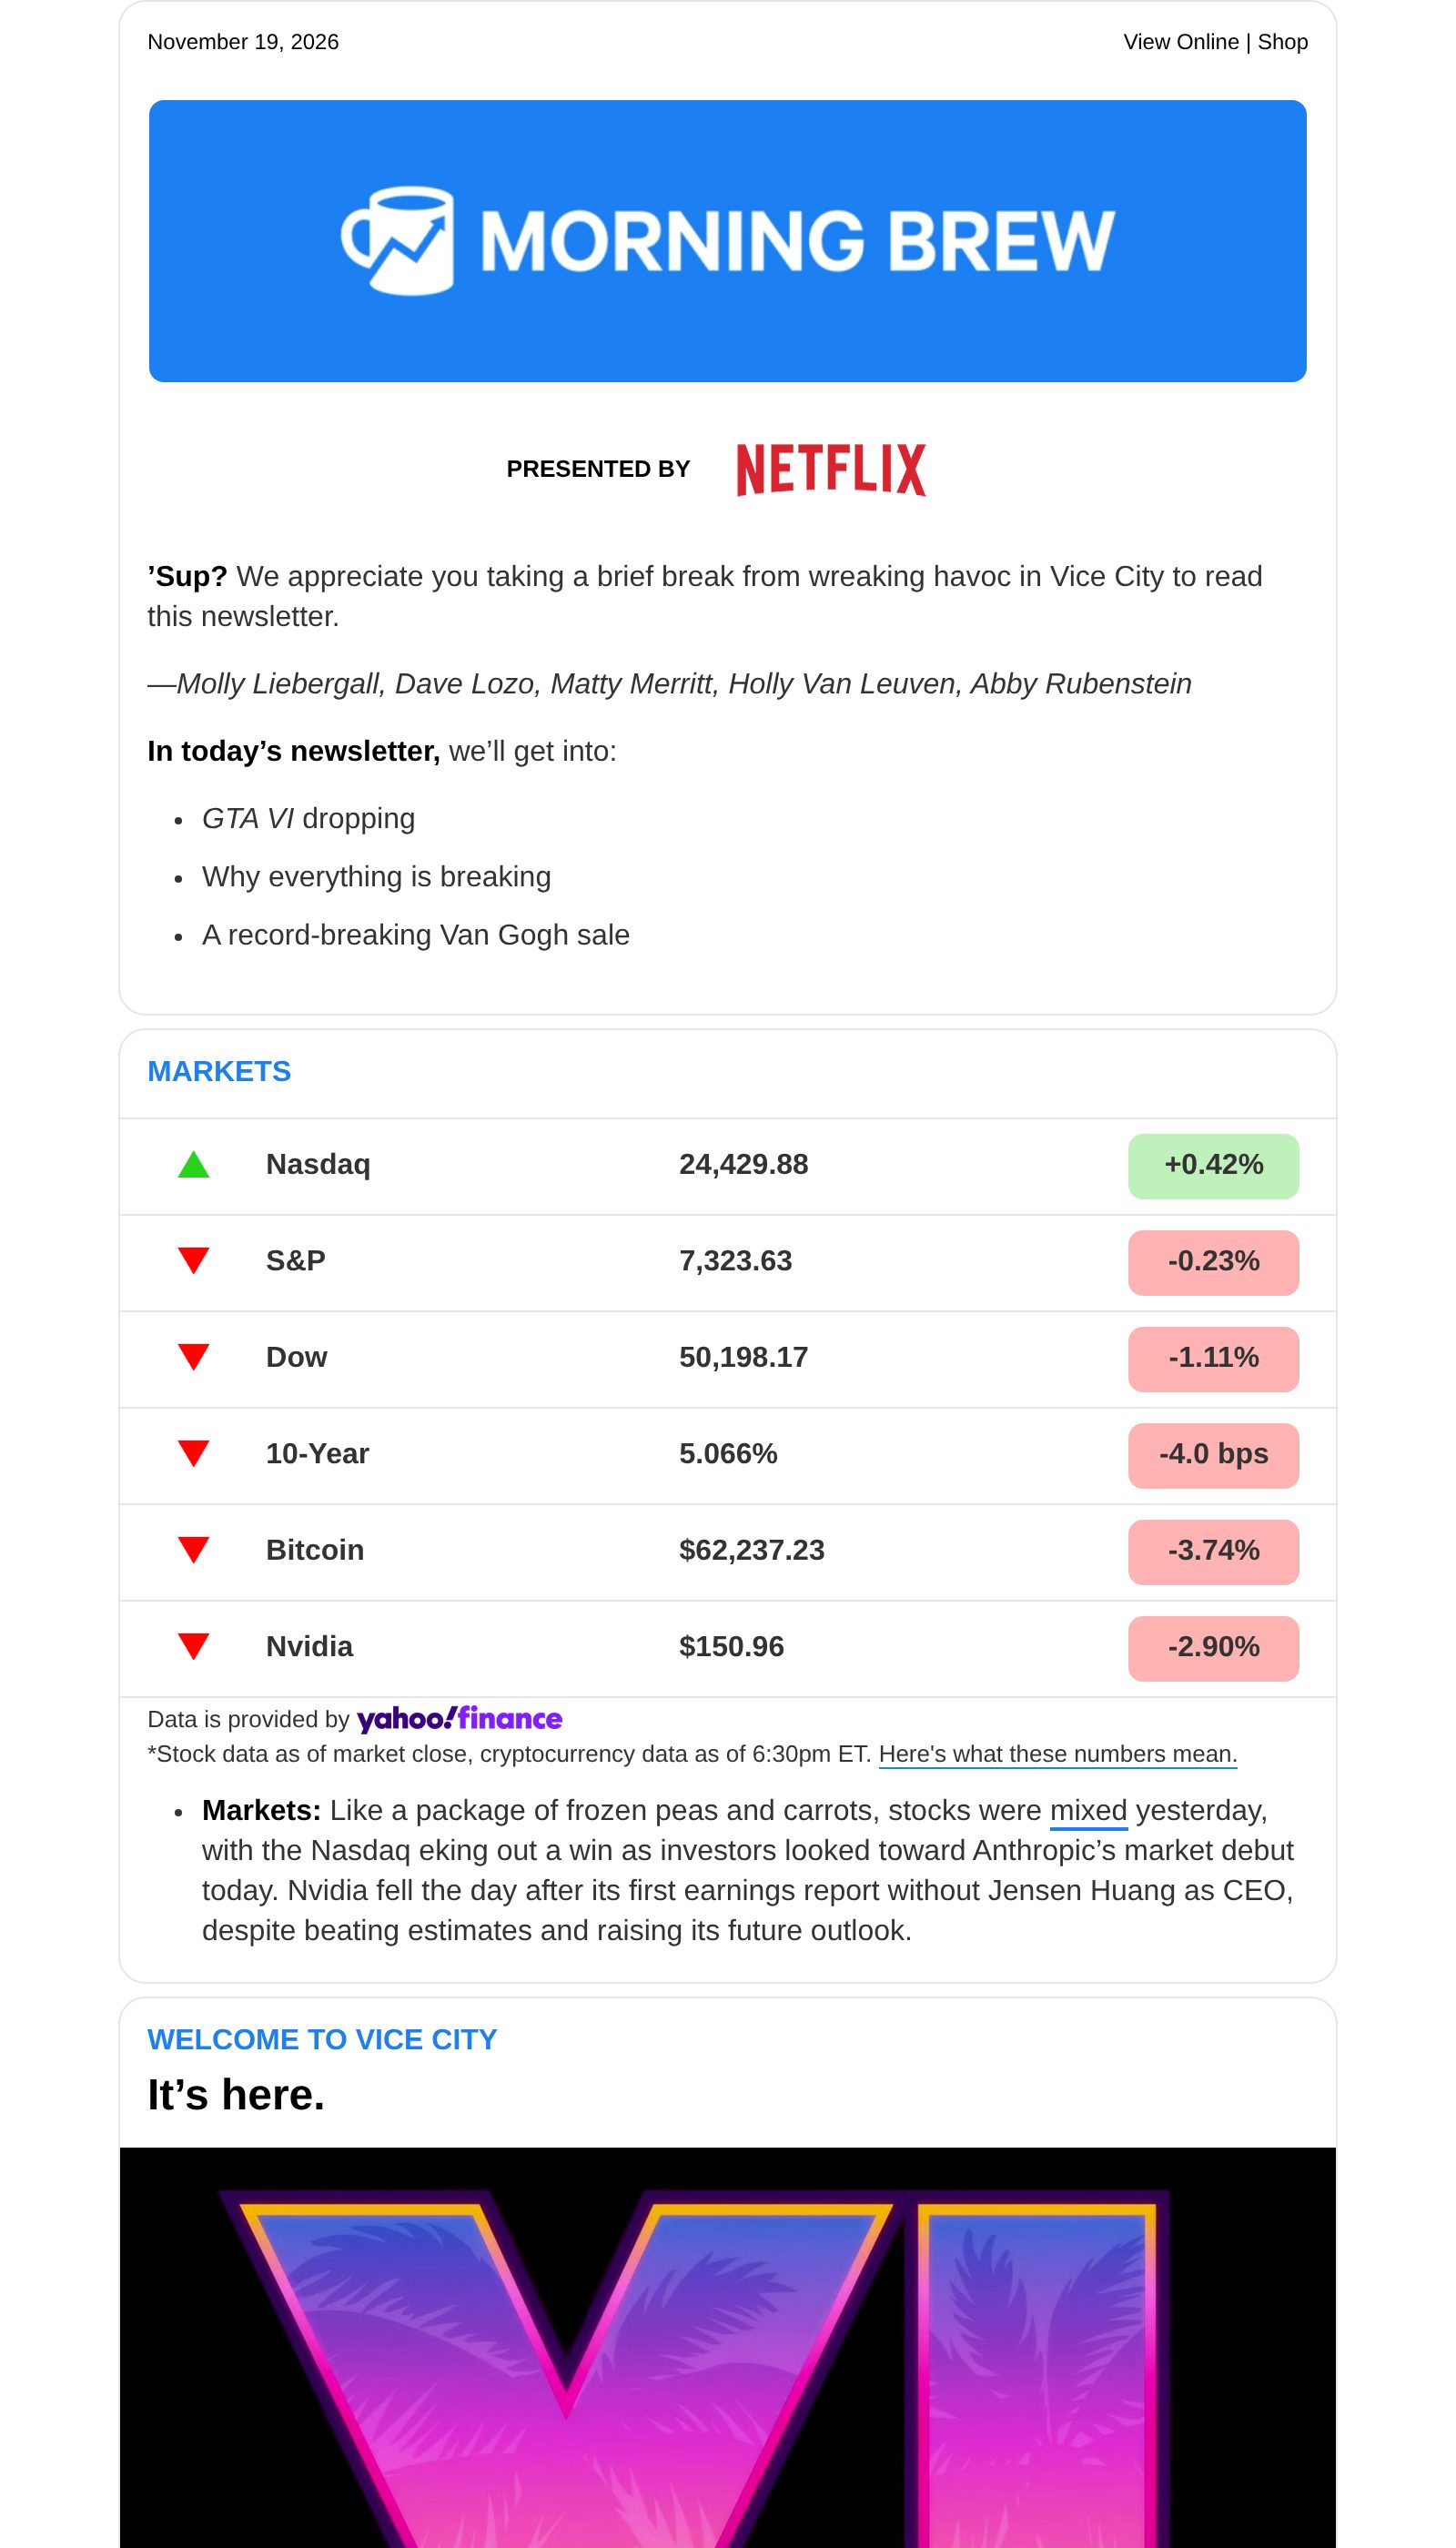 November 19, 2026
View Online | Shop
MORNING BREW
PRESENTED BY NETFLIX
’Sup? We appreciate you taking a brief break from wreaking havoc in Vice City to read
this newsletter.
—Molly Liebergall, Dave Lozo, Matty Merritt, Holly Van Leuven, Abby Rubenstein
In today’s newsletter, we’ll get into:
• GTA VI dropping
• Why everything is breaking
• A record-breaking Van Gogh sale
MARKETS
Nasdaq 24,429.88 +0.42%
S&P 7,323.63 -0.23%
Dow 50,198.17 -1.11%
10-Year 5.066% -4.0 bps
Bitcoin $62,237.23 -3.74%
Nvidia $150.96 -2.90%
Data is provided by yahoo!finance
*Stock data as of market close, cryptocurrency data as of 6:30pm ET. Here's what these numbers mean.
• Markets: Like a package of frozen peas and carrots, stocks were mixed yesterday,
with the Nasdaq eking out a win as investors looked toward Anthropic’s market debut
today. Nvidia fell the day after its first earnings report without Jensen Huang as CEO,
despite beating estimates and raising its future outlook.
WELCOME TO VICE CITY
It’s here.
VI